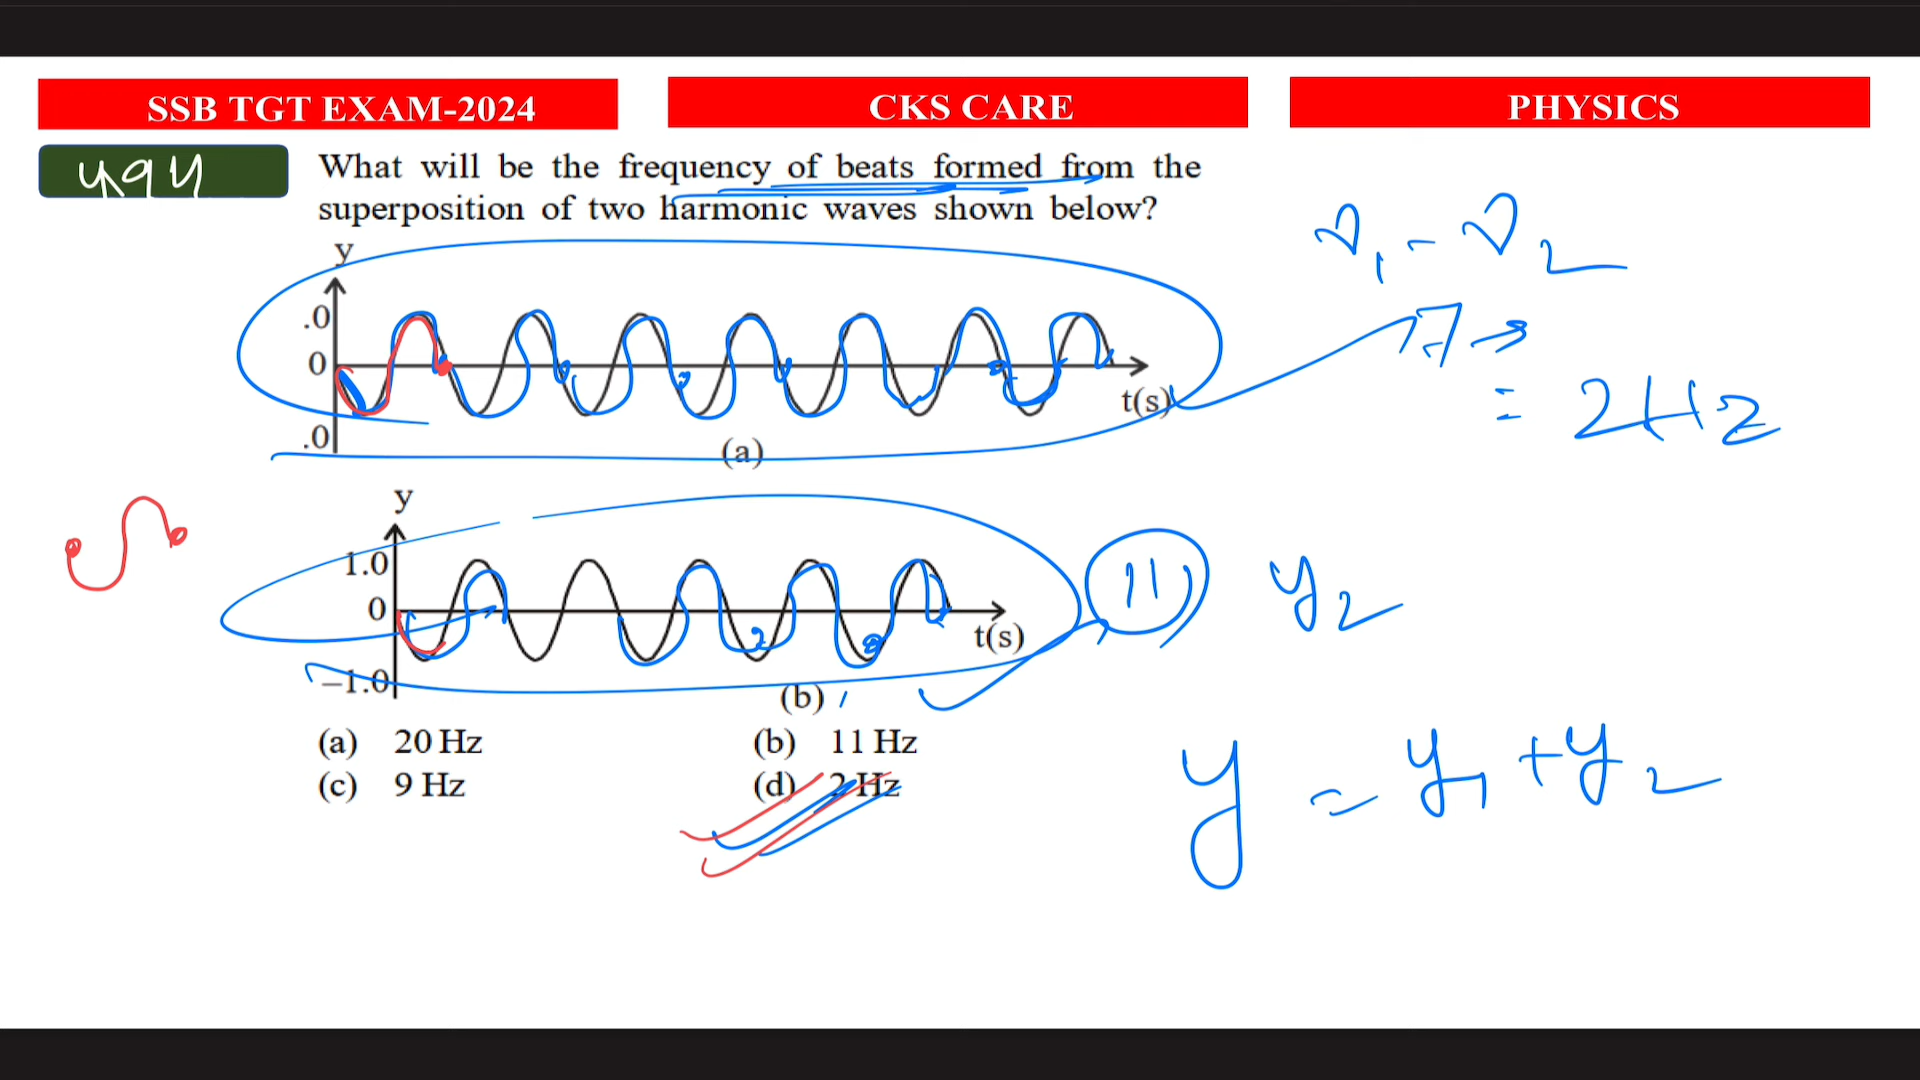 SSB TGT EXAM-2024
CKS CARE
PHYSICS
What will be the frequency of beats formed from the
superposition of two harmonic waves shown below?
ν₁ - ν₂
y
.0
0
.0
t(s)
(a)
7 →
= 2Hz
y
1.0
0
-1.0
t(s)
(b)
11
y₂
(a) 20 Hz (b) 11 Hz
(c) 9 Hz (d) 2 Hz
y = y₁ + y₂